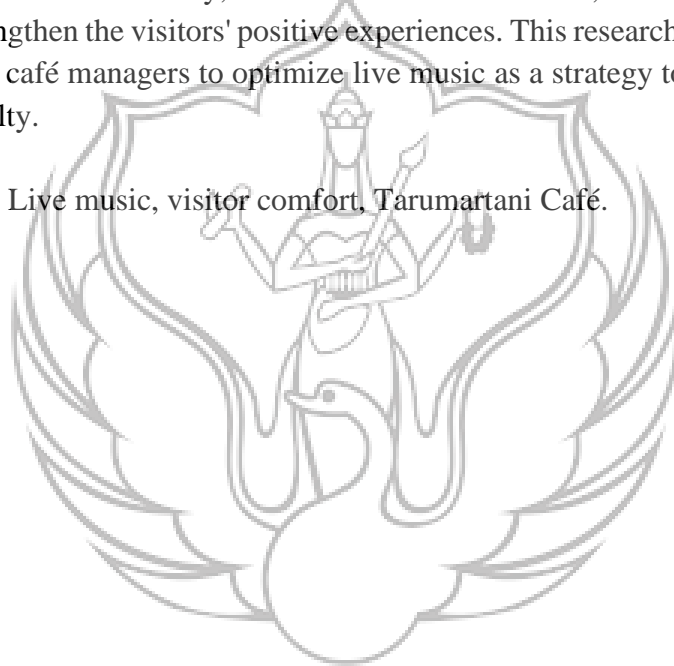 ngthen the visitors' positive experiences. This research
café managers to optimize live music as a strategy to
lty.
Live music, visitor comfort, Tarumartani Café.